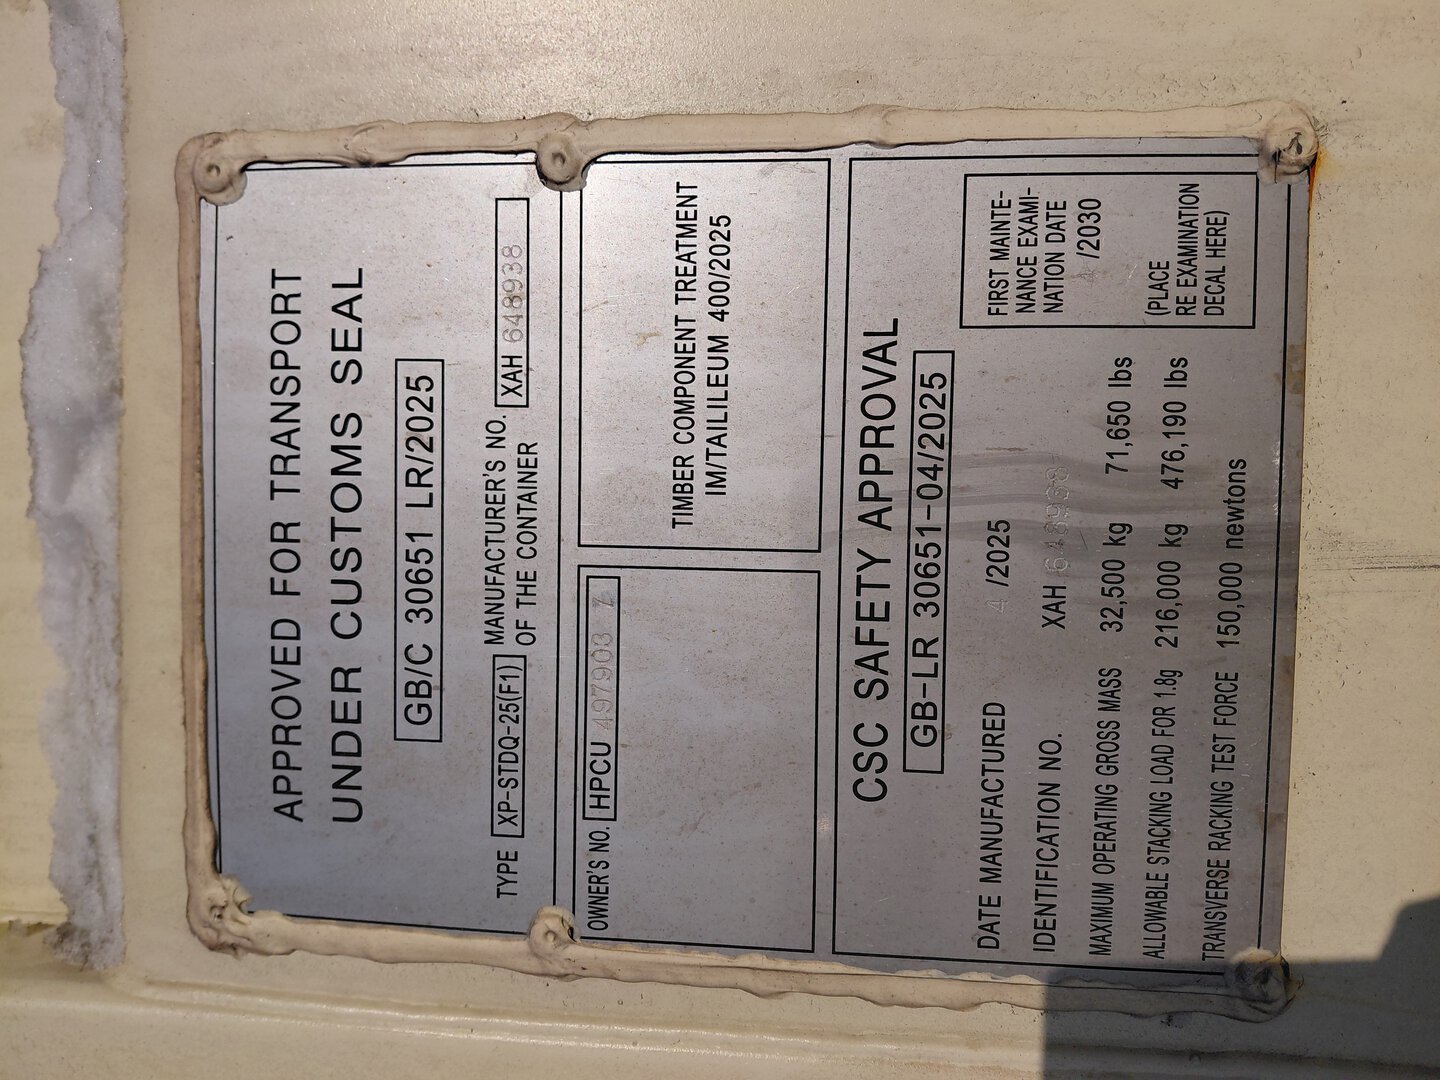 APPROVED FOR TRANSPORT
UNDER CUSTOMS SEAL
GB/C 30651 LR/2025
TYPE XP-STDQ-25(F1) MANUFACTURER'S NO. OF THE CONTAINER XAH 648938
OWNER'S NO. HPCU 497903 7
TIMBER COMPONENT TREATMENT
IM/TAILILEUM 400/2025
CSC SAFETY APPROVAL
GB-LR 30651-04/2025
DATE MANUFACTURED 4 /2025
IDENTIFICATION NO. XAH 648938
MAXIMUM OPERATING GROSS MASS 32,500 kg 71,650 lbs
ALLOWABLE STACKING LOAD FOR 1.8g 216,000 kg 476,190 lbs
TRANSVERSE RACKING TEST FORCE 150,000 newtons
FIRST MAINTE-
NANCE EXAMI-
NATION DATE
4 /2030
(PLACE
RE EXAMINATION
DECAL HERE)